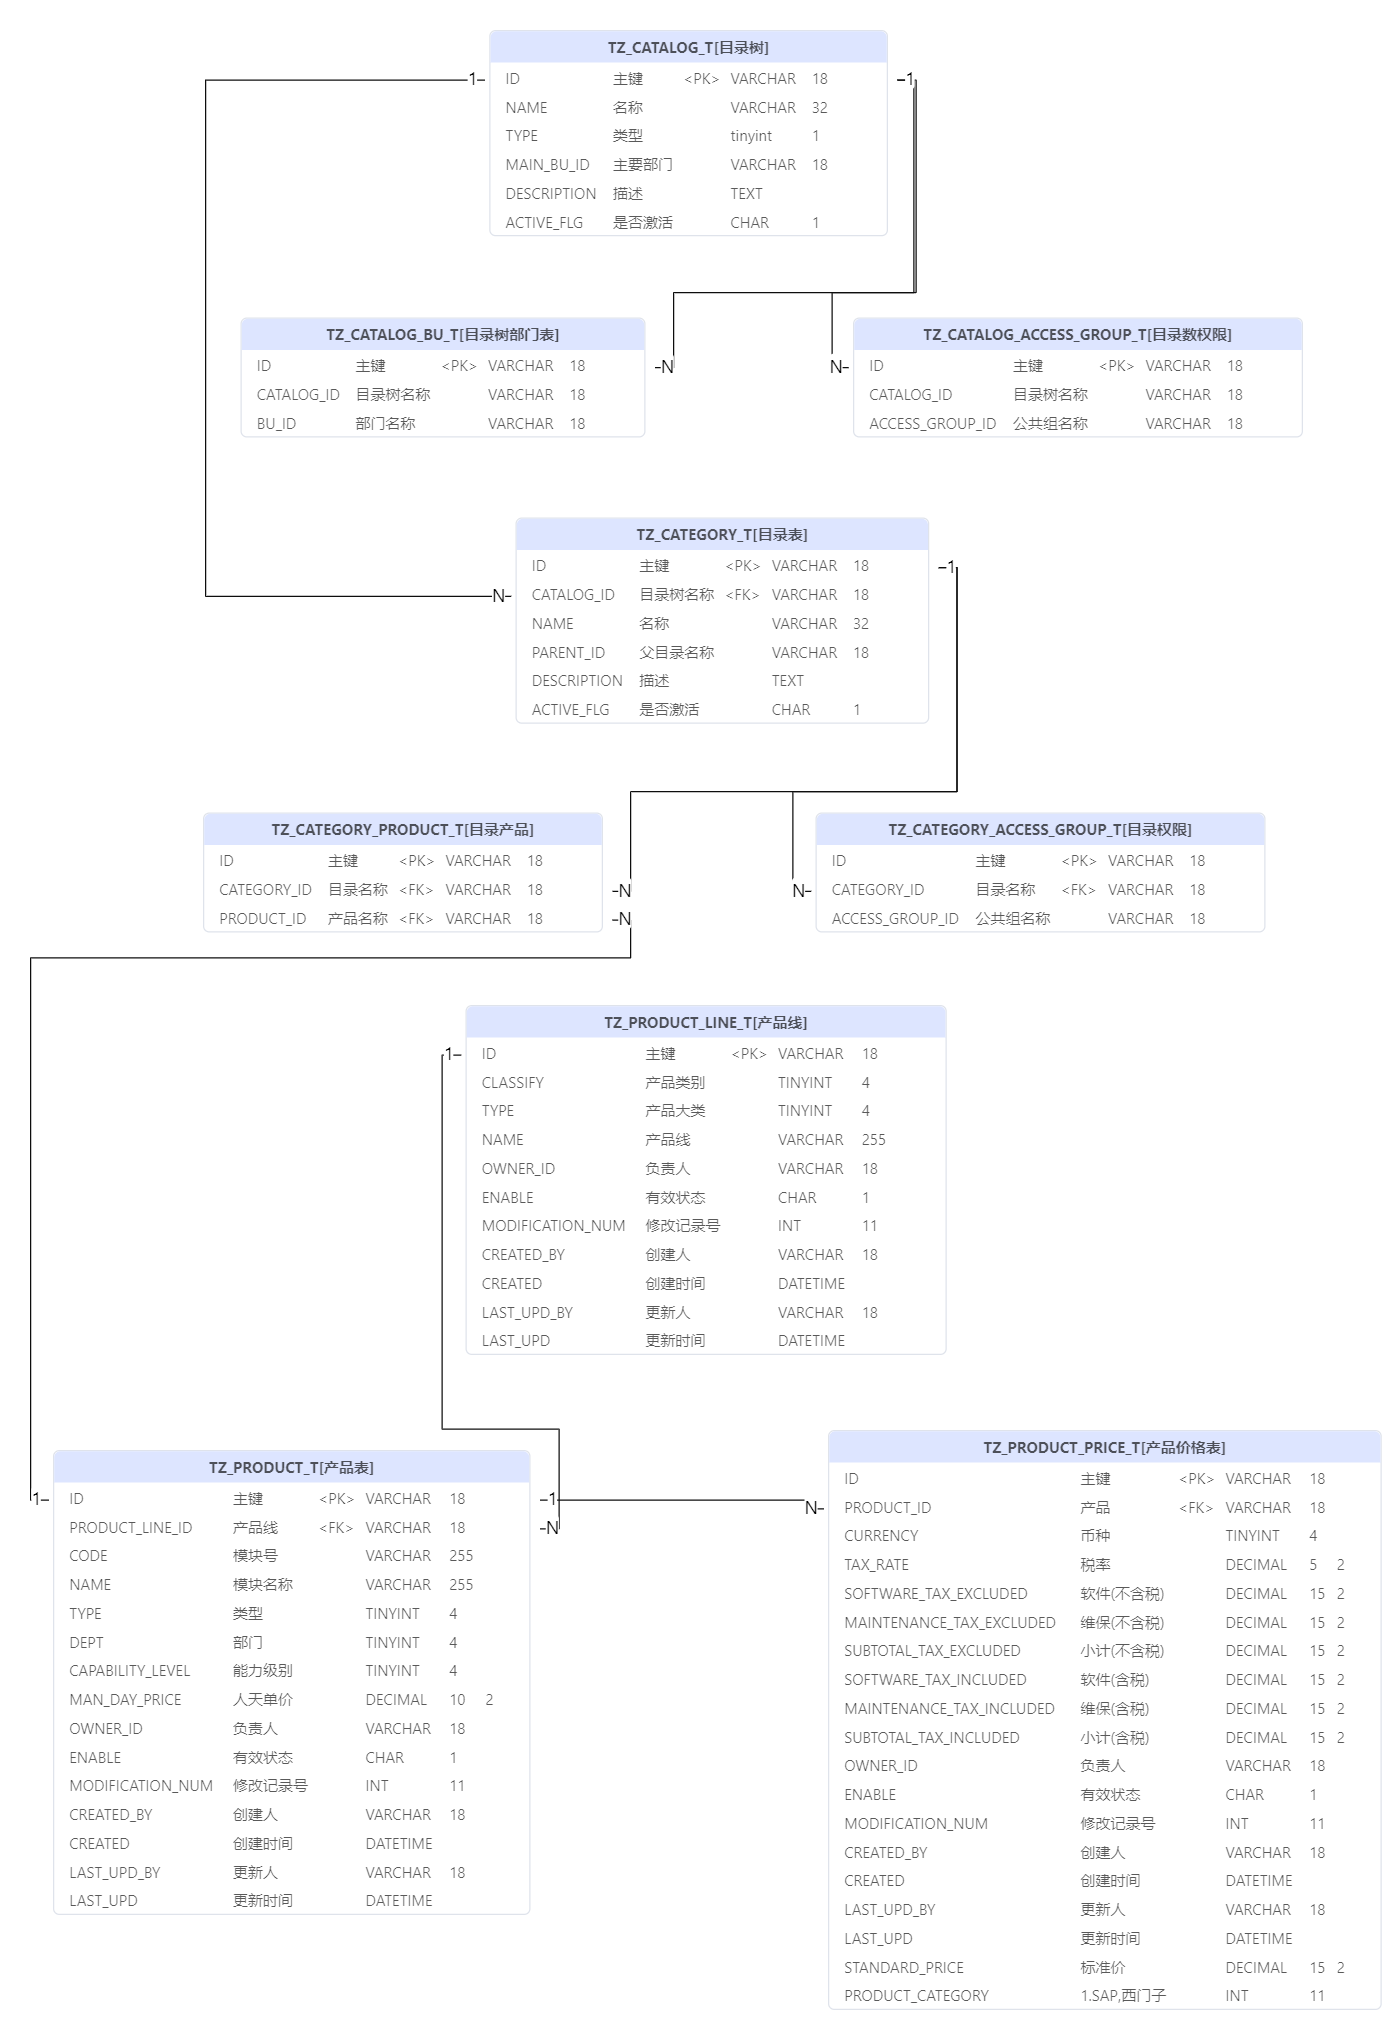 TZ_CATALOG_T[目录树]
1 ID 主键 <PK> VARCHAR 18 1
NAME 名称 VARCHAR 32
TYPE 类型 tinyint 1
MAIN_BU_ID 主要部门 VARCHAR 18
DESCRIPTION 描述 TEXT
ACTIVE_FLG 是否激活 CHAR 1
TZ_CATALOG_BU_T[目录树部门表]
ID 主键 <PK> VARCHAR 18 N
CATALOG_ID 目录树名称 VARCHAR 18
BU_ID 部门名称 VARCHAR 18
TZ_CATALOG_ACCESS_GROUP_T[目录数权限]
N ID 主键 <PK> VARCHAR 18
CATALOG_ID 目录树名称 VARCHAR 18
ACCESS_GROUP_ID 公共组名称 VARCHAR 18
TZ_CATEGORY_T[目录表]
ID 主键 <PK> VARCHAR 18 1
N CATALOG_ID 目录树名称 <FK> VARCHAR 18
NAME 名称 VARCHAR 32
PARENT_ID 父目录名称 VARCHAR 18
DESCRIPTION 描述 TEXT
ACTIVE_FLG 是否激活 CHAR 1
TZ_CATEGORY_PRODUCT_T[目录产品]
ID 主键 <PK> VARCHAR 18
CATEGORY_ID 目录名称 <FK> VARCHAR 18 N
PRODUCT_ID 产品名称 <FK> VARCHAR 18 N
TZ_CATEGORY_ACCESS_GROUP_T[目录权限]
ID 主键 <PK> VARCHAR 18
N CATEGORY_ID 目录名称 <FK> VARCHAR 18
ACCESS_GROUP_ID 公共组名称 VARCHAR 18
TZ_PRODUCT_LINE_T[产品线]
1 ID 主键 <PK> VARCHAR 18
CLASSIFY 产品类别 TINYINT 4
TYPE 产品大类 TINYINT 4
NAME 产品线 VARCHAR 255
OWNER_ID 负责人 VARCHAR 18
ENABLE 有效状态 CHAR 1
MODIFICATION_NUM 修改记录号 INT 11
CREATED_BY 创建人 VARCHAR 18
CREATED 创建时间 DATETIME
LAST_UPD_BY 更新人 VARCHAR 18
LAST_UPD 更新时间 DATETIME
TZ_PRODUCT_T[产品表]
1 ID 主键 <PK> VARCHAR 18 1
PRODUCT_LINE_ID 产品线 <FK> VARCHAR 18 N
CODE 模块号 VARCHAR 255
NAME 模块名称 VARCHAR 255
TYPE 类型 TINYINT 4
DEPT 部门 TINYINT 4
CAPABILITY_LEVEL 能力级别 TINYINT 4
MAN_DAY_PRICE 人天单价 DECIMAL 10 2
OWNER_ID 负责人 VARCHAR 18
ENABLE 有效状态 CHAR 1
MODIFICATION_NUM 修改记录号 INT 11
CREATED_BY 创建人 VARCHAR 18
CREATED 创建时间 DATETIME
LAST_UPD_BY 更新人 VARCHAR 18
LAST_UPD 更新时间 DATETIME
TZ_PRODUCT_PRICE_T[产品价格表]
ID 主键 <PK> VARCHAR 18
N PRODUCT_ID 产品 <FK> VARCHAR 18
CURRENCY 币种 TINYINT 4
TAX_RATE 税率 DECIMAL 5 2
SOFTWARE_TAX_EXCLUDED 软件(不含税) DECIMAL 15 2
MAINTENANCE_TAX_EXCLUDED 维保(不含税) DECIMAL 15 2
SUBTOTAL_TAX_EXCLUDED 小计(不含税) DECIMAL 15 2
SOFTWARE_TAX_INCLUDED 软件(含税) DECIMAL 15 2
MAINTENANCE_TAX_INCLUDED 维保(含税) DECIMAL 15 2
SUBTOTAL_TAX_INCLUDED 小计(含税) DECIMAL 15 2
OWNER_ID 负责人 VARCHAR 18
ENABLE 有效状态 CHAR 1
MODIFICATION_NUM 修改记录号 INT 11
CREATED_BY 创建人 VARCHAR 18
CREATED 创建时间 DATETIME
LAST_UPD_BY 更新人 VARCHAR 18
LAST_UPD 更新时间 DATETIME
STANDARD_PRICE 标准价 DECIMAL 15 2
PRODUCT_CATEGORY 1.SAP,西门子 INT 11